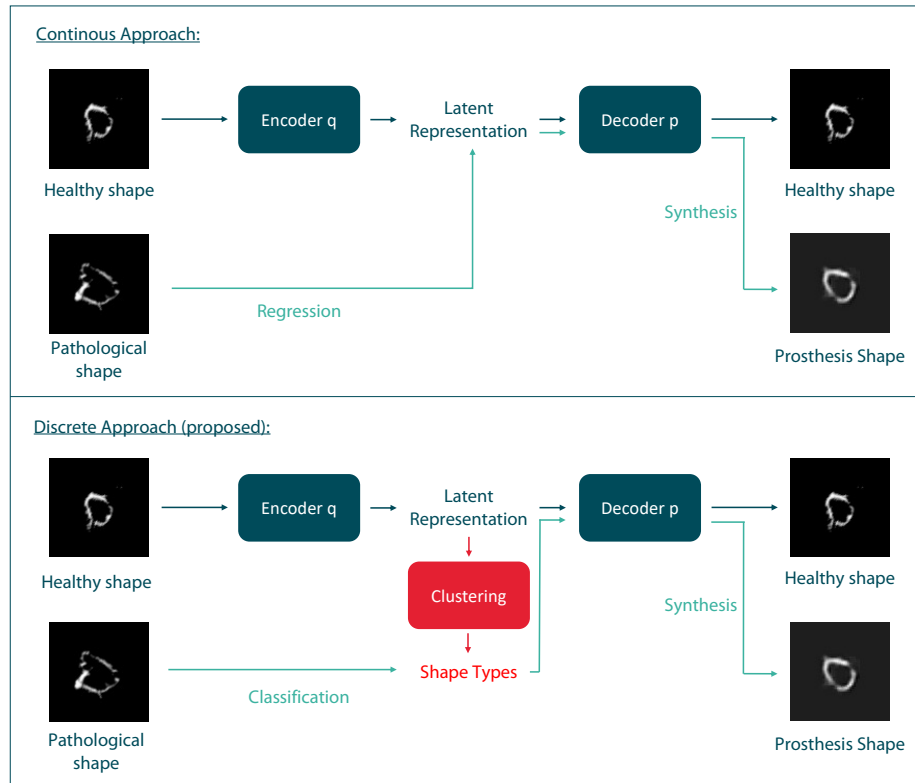 Continous Approach:
Encoder q
Latent
Representation
Decoder p
Healthy shape
Healthy shape
Synthesis
Regression
Pathological
shape
Prosthesis Shape
Discrete Approach (proposed):
Encoder q
Latent
Representation
Decoder p
Healthy shape
Healthy shape
Clustering
Synthesis
Shape Types
Classification
Pathological
shape
Prosthesis Shape